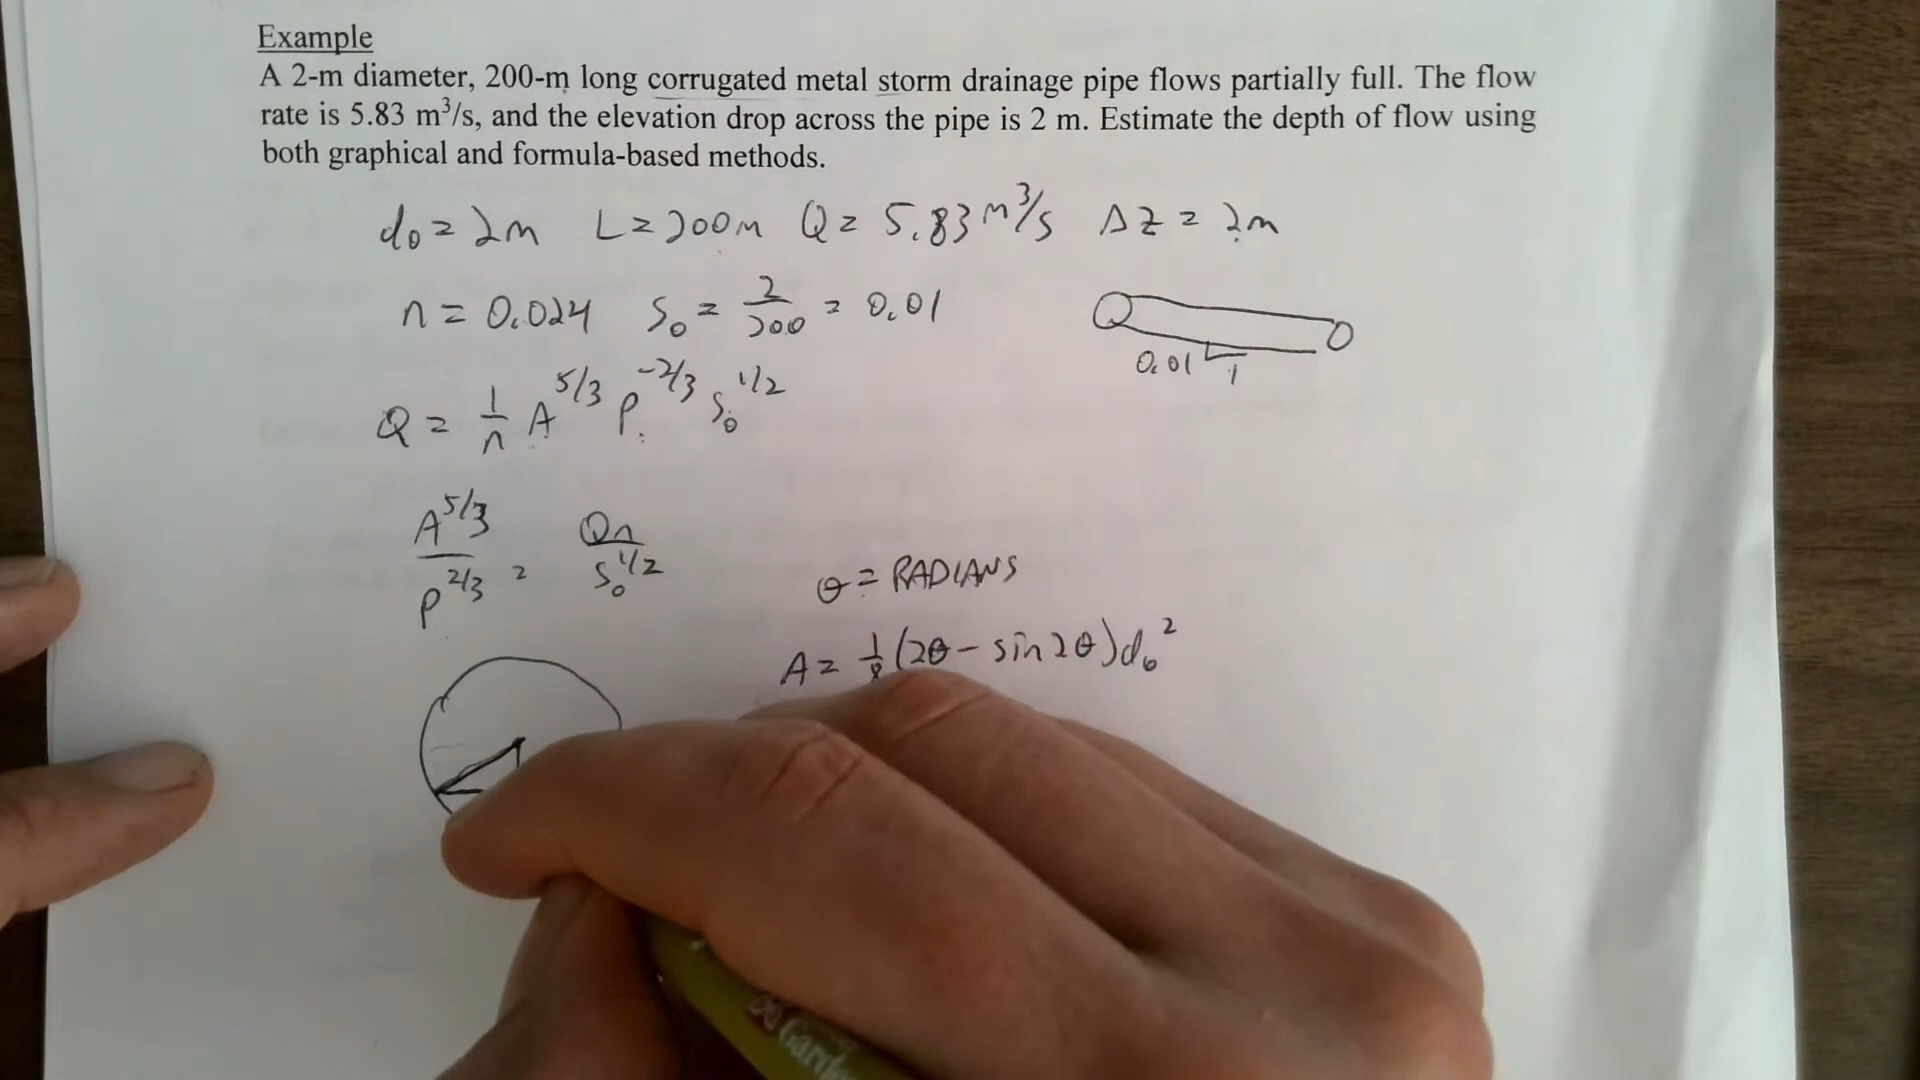 Example
A 2-m diameter, 200-m long corrugated metal storm drainage pipe flows partially full. The flow
rate is 5.83 m³/s, and the elevation drop across the pipe is 2 m. Estimate the depth of flow using
both graphical and formula-based methods.
d₀ = 2m L = 200m Q = 5.83 m³/s ΔZ = 2m
n = 0.024 S₀ = 2/200 = 0.01
0.01 1
Q = 1/n A^5/3 P^-2/3 S₀^1/2
A^5/3 / P^2/3 = Qn / S₀^1/2
θ = RADIANS
A = 1/8 (2θ - sin 2θ) d₀²